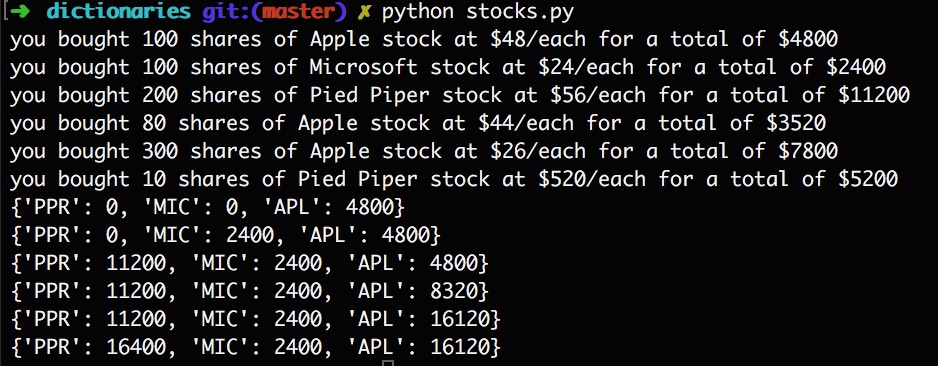 ➜ dictionaries git:(master) ✗ python stocks.py
you bought 100 shares of Apple stock at $48/each for a total of $4800
you bought 100 shares of Microsoft stock at $24/each for a total of $2400
you bought 200 shares of Pied Piper stock at $56/each for a total of $11200
you bought 80 shares of Apple stock at $44/each for a total of $3520
you bought 300 shares of Apple stock at $26/each for a total of $7800
you bought 10 shares of Pied Piper stock at $520/each for a total of $5200
{'PPR': 0, 'MIC': 0, 'APL': 4800}
{'PPR': 0, 'MIC': 2400, 'APL': 4800}
{'PPR': 11200, 'MIC': 2400, 'APL': 4800}
{'PPR': 11200, 'MIC': 2400, 'APL': 8320}
{'PPR': 11200, 'MIC': 2400, 'APL': 16120}
{'PPR': 16400, 'MIC': 2400, 'APL': 16120}